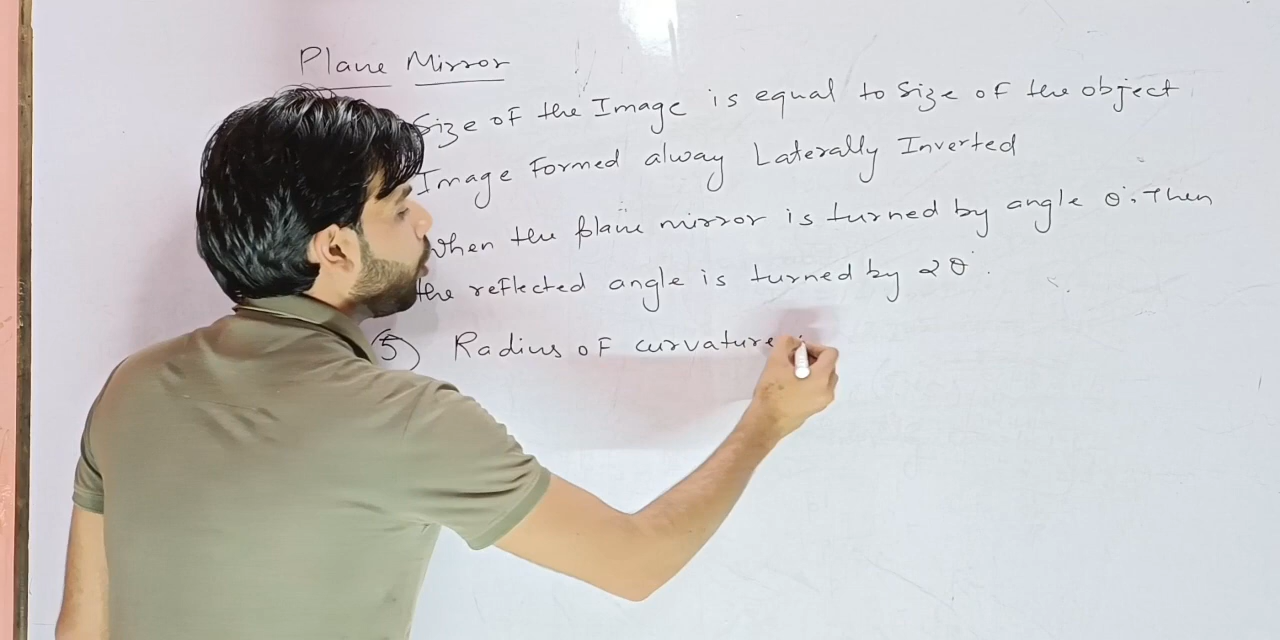 Plane Mirror
Size of the Image is equal to Size of the object
Image Formed alway Laterally Inverted
when the plane mirror is turned by angle θ. Then
the reflected angle is turned by 2θ.
(5) Radius of curvature